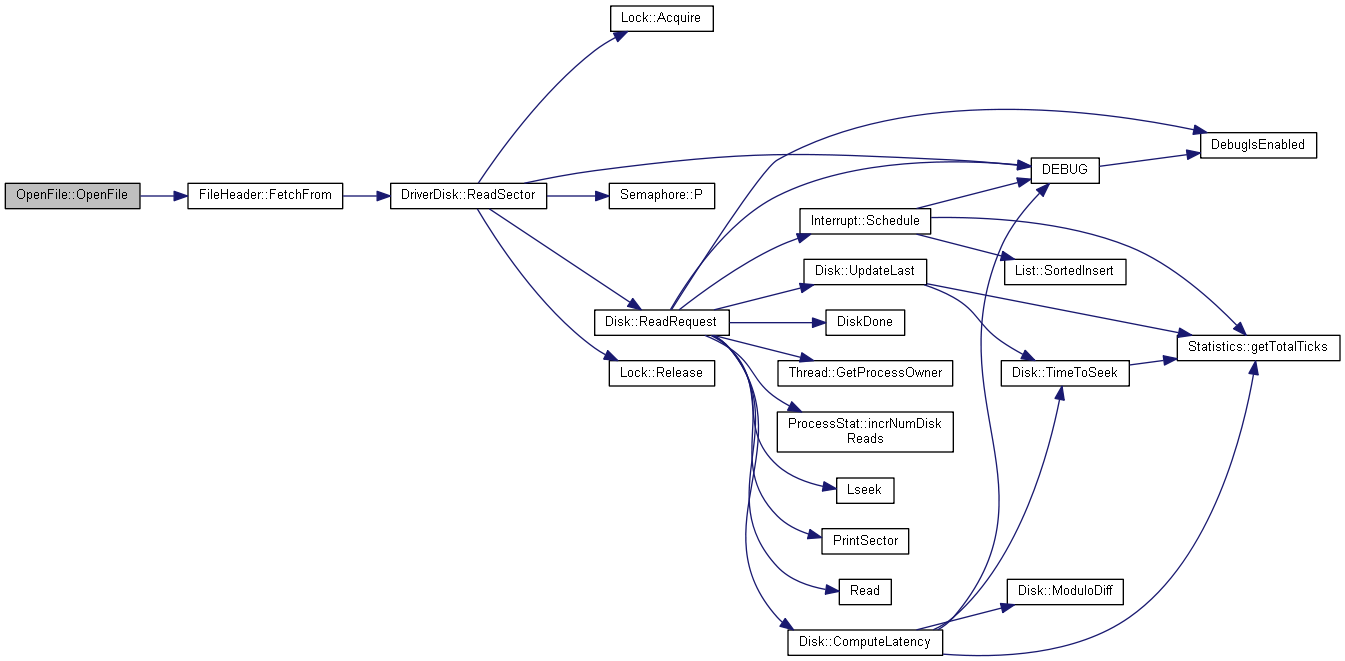 OpenFile::OpenFile
FileHeader::FetchFrom
DriverDisk::ReadSector
Lock::Acquire
Semaphore::P
Disk::ReadRequest
Lock::Release
DEBUG
DebugIsEnabled
Interrupt::Schedule
List::SortedInsert
Disk::UpdateLast
DiskDone
Thread::GetProcessOwner
ProcessStat::incrNumDisk
Reads
Lseek
PrintSector
Read
Disk::ComputeLatency
Disk::TimeToSeek
Statistics::getTotalTicks
Disk::ModuloDiff